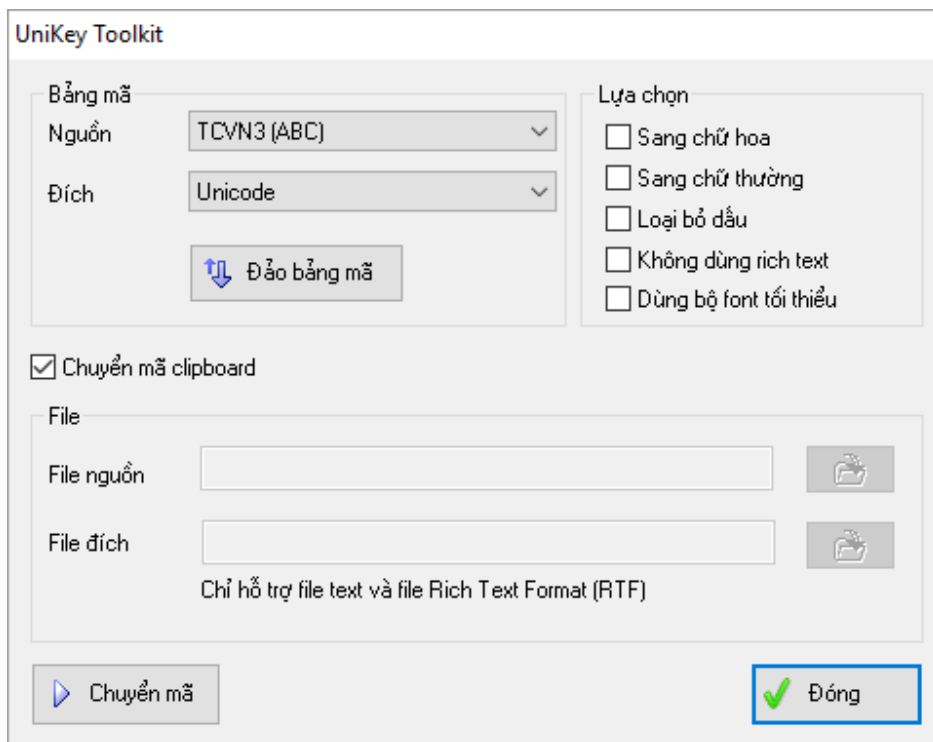 UniKey Toolkit
Bảng mã
Nguồn
TCVN3 (ABC)
Đích
Unicode
Đảo bảng mã
Lựa chọn
Sang chữ hoa
Sang chữ thường
Loại bỏ dấu
Không dùng rich text
Dùng bộ font tối thiểu
Chuyển mã clipboard
File
File nguồn
File đích
Chỉ hỗ trợ file text và file Rich Text Format (RTF)
Chuyển mã
Đóng